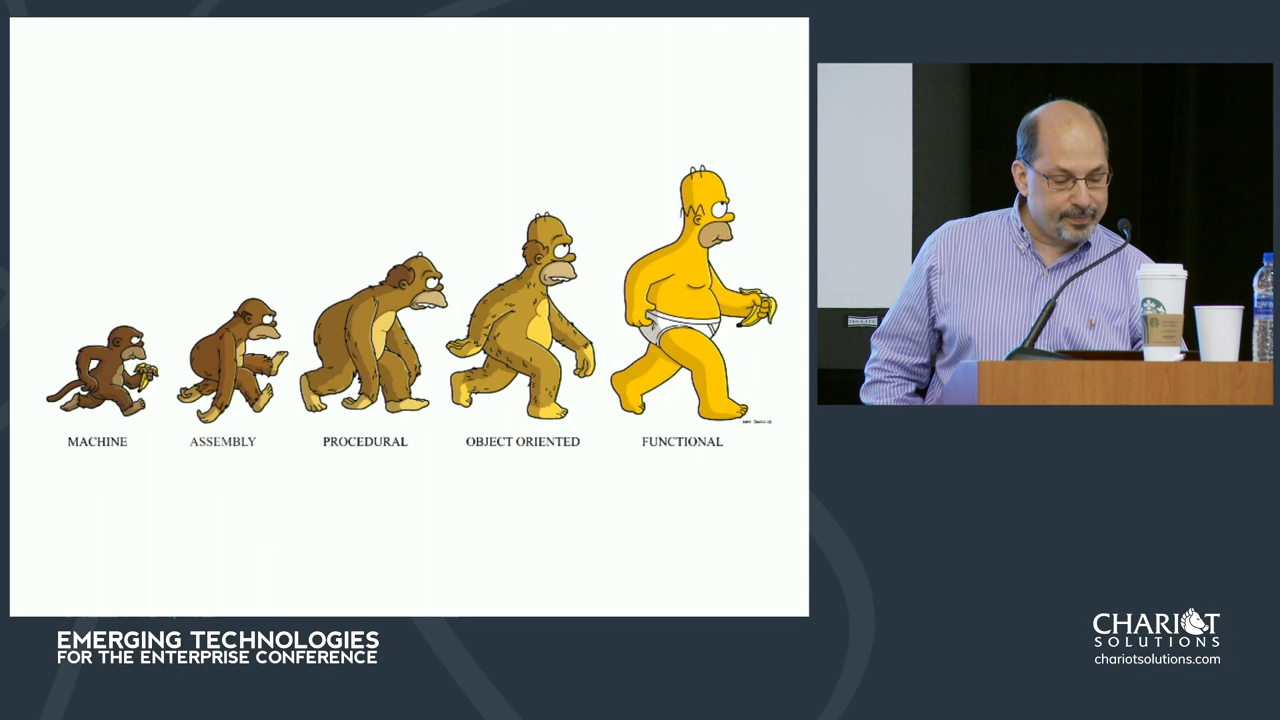 MACHINE
ASSEMBLY
PROCEDURAL
OBJECT ORIENTED
FUNCTIONAL
EMERGING TECHNOLOGIES
FOR THE ENTERPRISE CONFERENCE
CHARIOT
SOLUTIONS
chariotsolutions.com